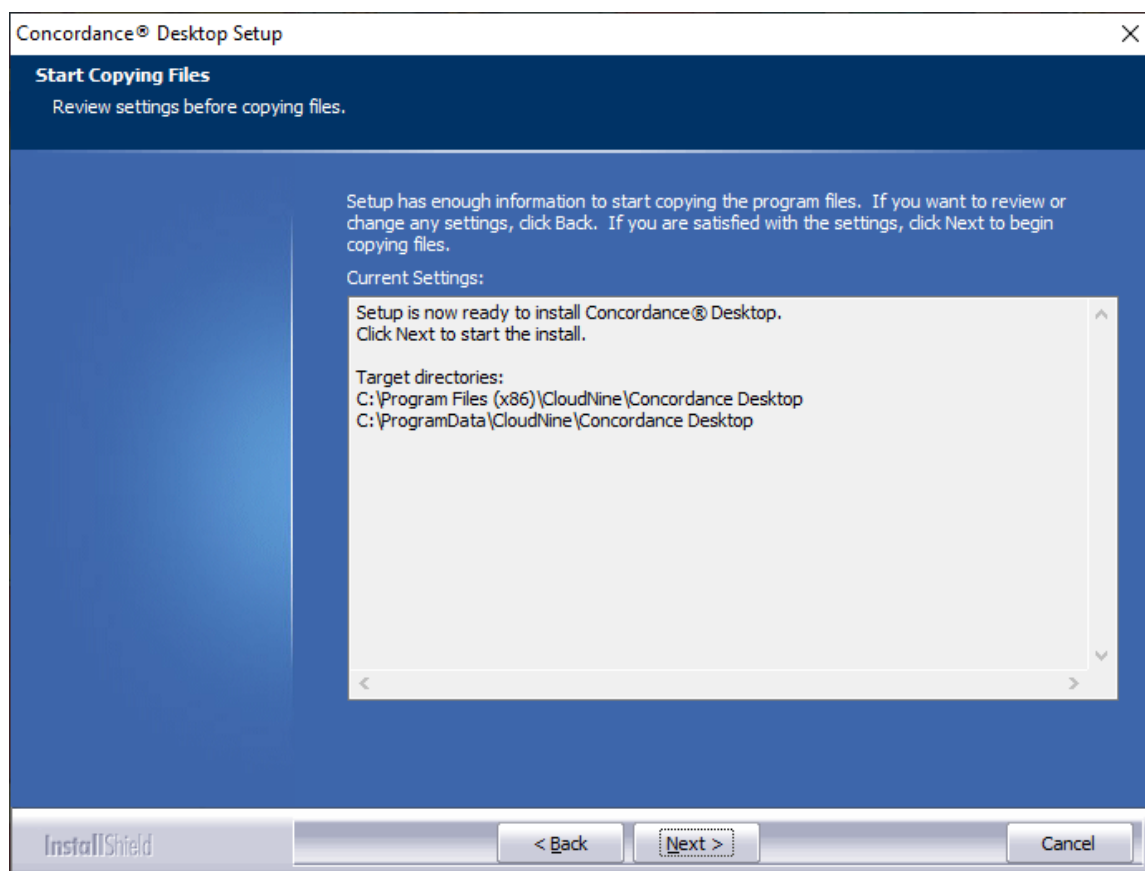 Concordance® Desktop Setup
Start Copying Files
Review settings before copying files.
Setup has enough information to start copying the program files. If you want to review or
change any settings, click Back. If you are satisfied with the settings, click Next to begin
copying files.
Current Settings:
Setup is now ready to install Concordance® Desktop.
Click Next to start the install.
Target directories:
C:\Program Files (x86)\CloudNine\Concordance Desktop
C:\ProgramData\CloudNine\Concordance Desktop
InstallShield
< Back
Next >
Cancel